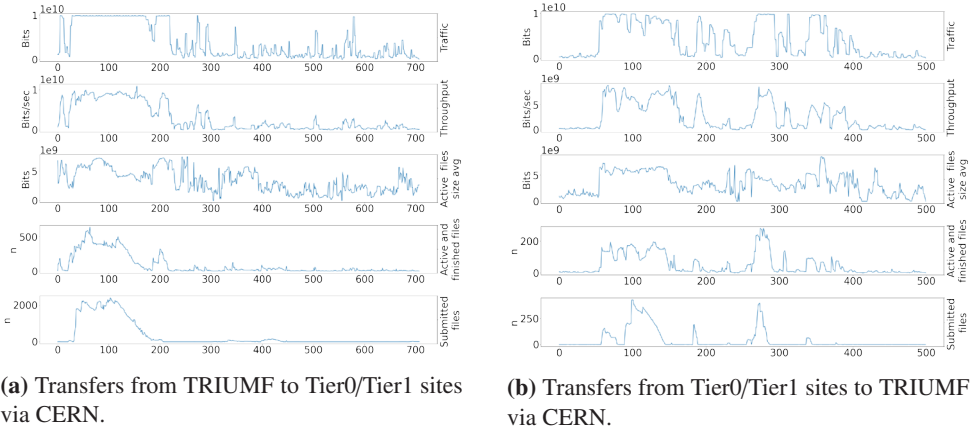 1e10
1
0
Bits
Traffic
0 100 200 300 400 500 600 700
1e10
1
0
Bits/sec
Throughput
0 100 200 300 400 500 600 700
1e9
5
0
Bits
Active files
size avg
0 100 200 300 400 500 600 700
500
0
n
Active and
finished files
0 100 200 300 400 500 600 700
2000
0
n
Submitted
files
0 100 200 300 400 500 600 700
(a) Transfers from TRIUMF to Tier0/Tier1 sites
via CERN.
1e10
1
0
Bits
Traffic
0 100 200 300 400 500
1e9
5
0
Bits/sec
Throughput
0 100 200 300 400 500
1e9
5
0
Bits
Active files
size avg
0 100 200 300 400 500
200
0
n
Active and
finished files
0 100 200 300 400 500
250
0
n
Submitted
files
0 100 200 300 400 500
(b) Transfers from Tier0/Tier1 sites to TRIUMF
via CERN.